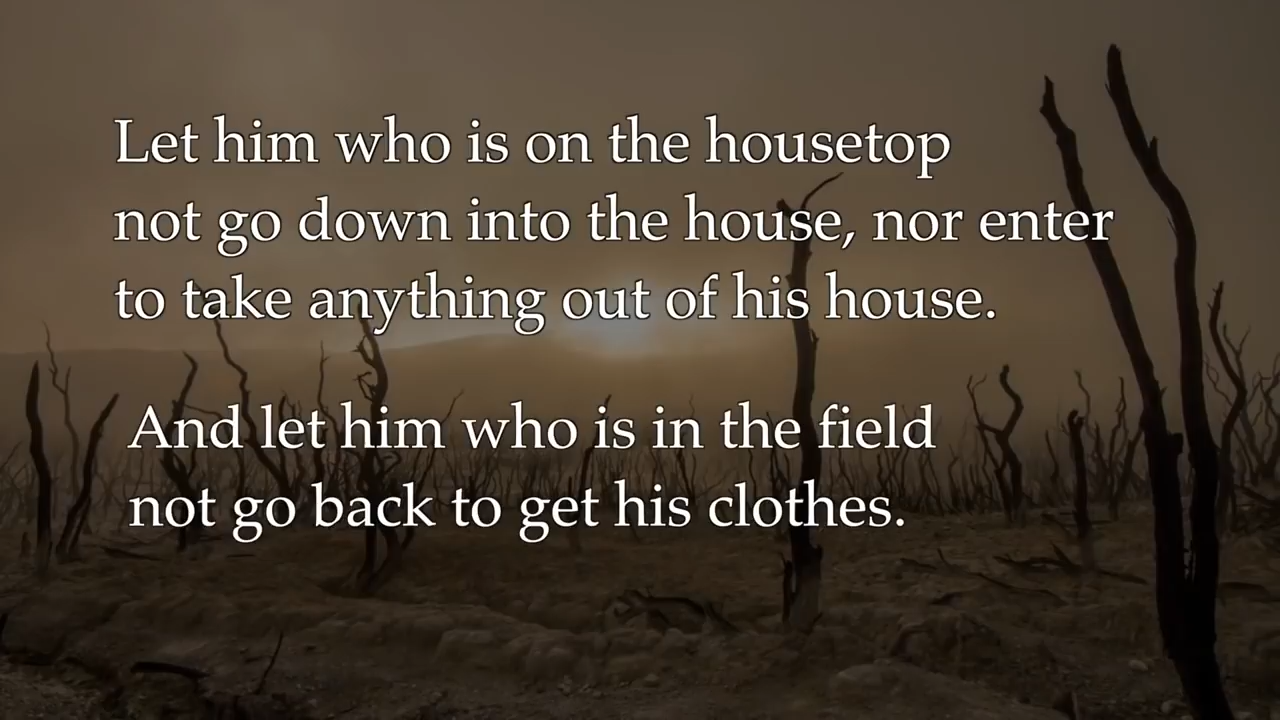 Let him who is on the housetop
not go down into the house, nor enter
to take anything out of his house.
And let him who is in the field
not go back to get his clothes.